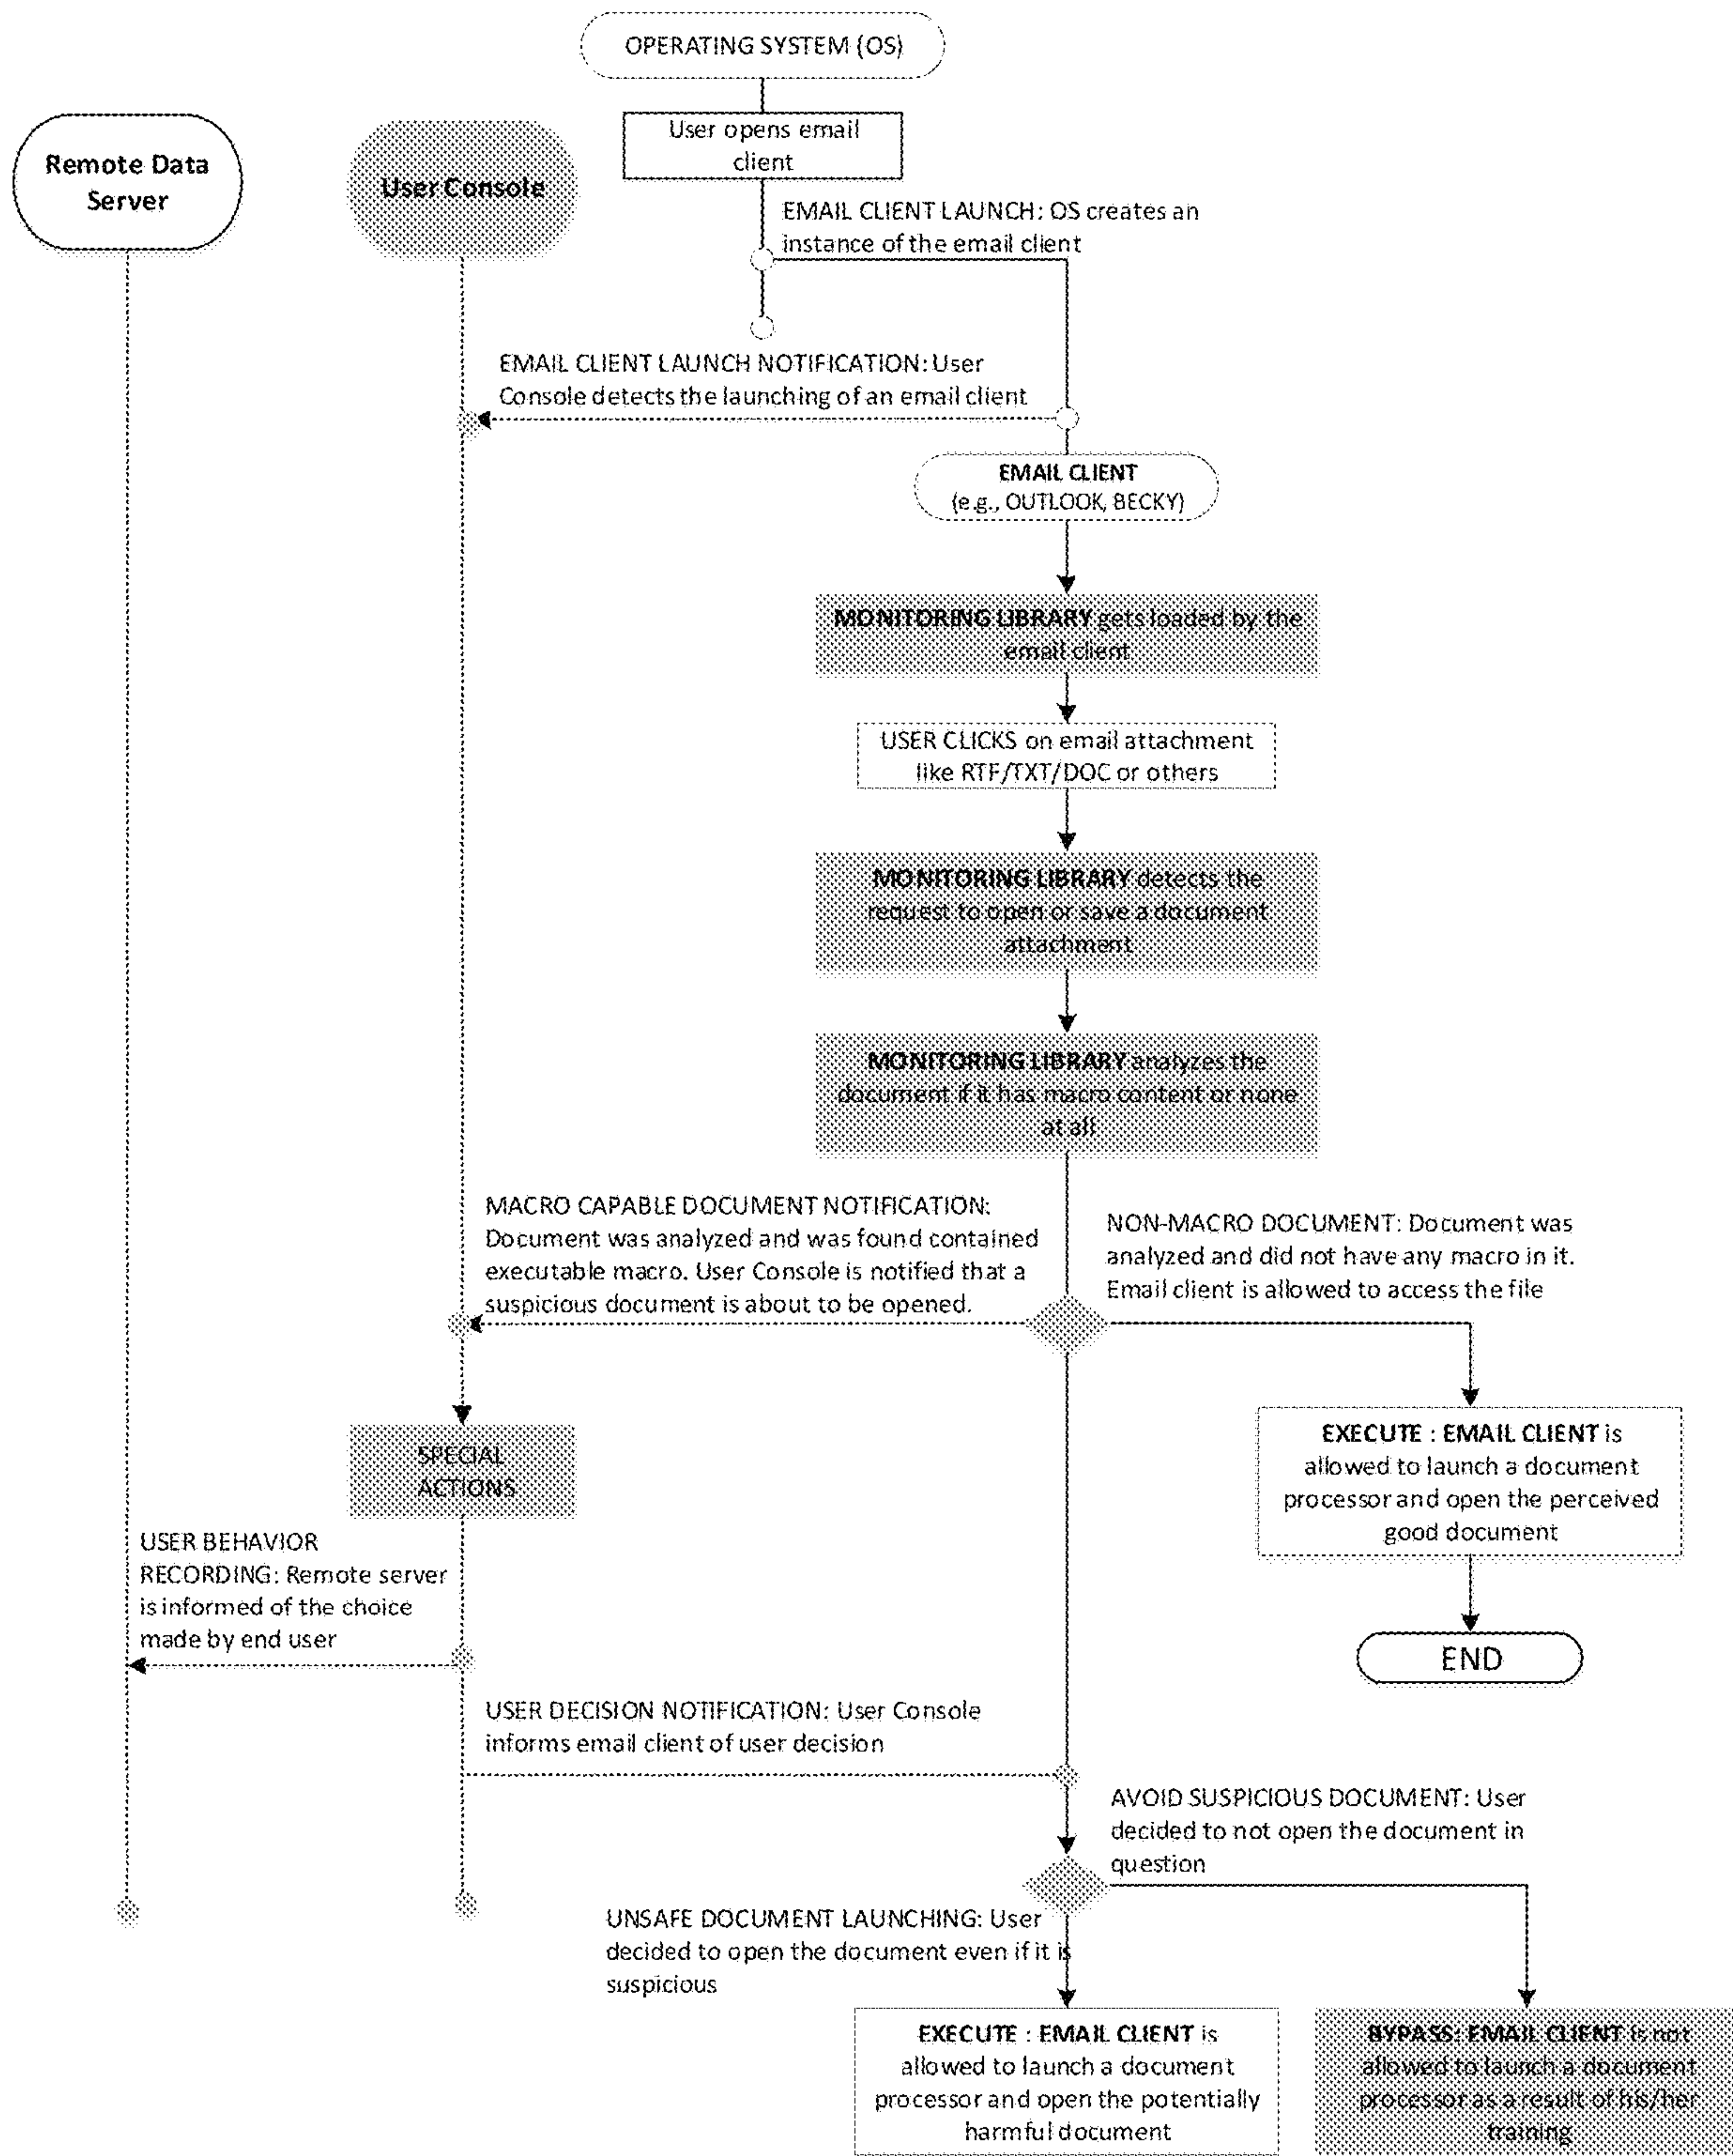 OPERATING SYSTEM (OS)
User opens email
client
Remote Data
Server
User Console
EMAIL CLIENT LAUNCH: OS creates an
instance of the email client
EMAIL CLIENT LAUNCH NOTIFICATION: User
Console detects the launching of an email client
EMAIL CLIENT
(e.g., OUTLOOK, BECKY)
MONITORING LIBRARY gets loaded by the
email client
USER CLICKS on email attachment
like RTF/TXT/DOC or others
MONITORING LIBRARY detects the
request to open or save a document
attachment
MONITORING LIBRARY analyzes the
document if it has macro content or none
at all
MACRO CAPABLE DOCUMENT NOTIFICATION:
Document was analyzed and was found contained
executable macro. User Console is notified that a
suspicious document is about to be opened.
NON-MACRO DOCUMENT: Document was
analyzed and did not have any macro in it.
Email client is allowed to access the file
EXECUTE : EMAIL CLIENT is
allowed to launch a document
processor and open the perceived
good document
END
SPECIAL
ACTIONS
USER BEHAVIOR
RECORDING: Remote server
is informed of the choice
made by end user
USER DECISION NOTIFICATION: User Console
informs email client of user decision
AVOID SUSPICIOUS DOCUMENT: User
decided to not open the document in
question
UNSAFE DOCUMENT LAUNCHING: User
decided to open the document even if it is
suspicious
EXECUTE : EMAIL CLIENT is
allowed to launch a document
processor and open the potentially
harmful document
BYPASS: EMAIL CLIENT is not
allowed to launch a document
processor as a result of his/her
training